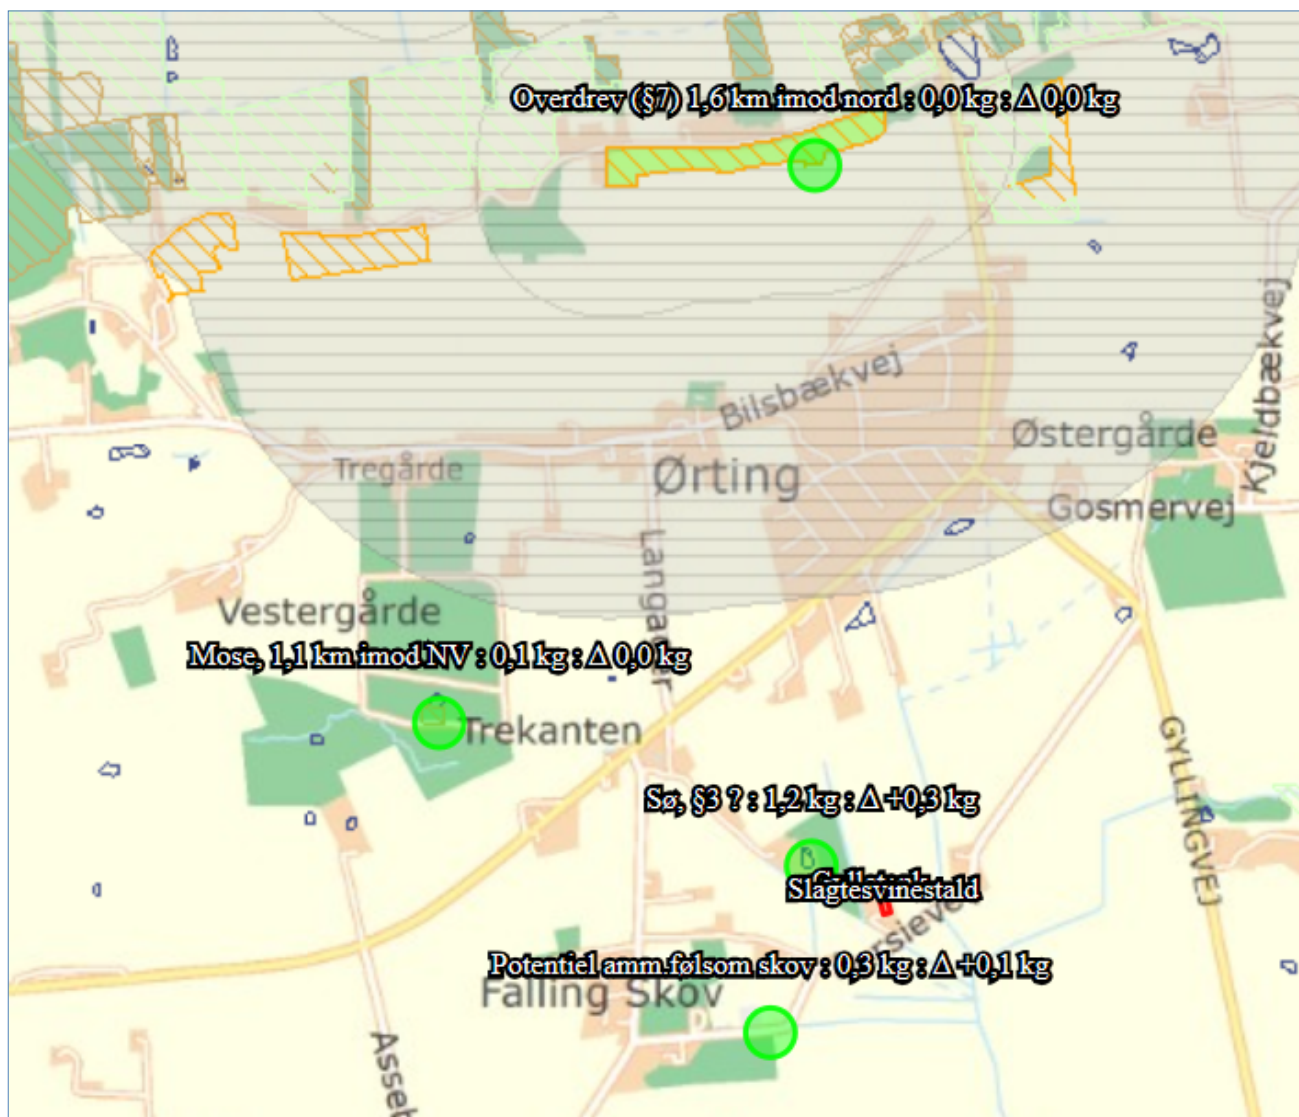 Overdrev (§7) 1,6 km imod nord : 0,0 kg : Δ 0,0 kg
Kjeldbækvej
Bilsbækvej
Østergårde
Tregårde
Ørting
Gosmervej
Langager
Vestergårde
Mose, 1,1 km imod NV : 0,1 kg : Δ 0,0 kg
Trekanten
GYLLINGVEJ
Sø, §3 ? : 1,2 kg : Δ +0,3 kg
Slagtesvinestald
Potentiel amm.følsom skov : 0,3 kg : Δ +0,1 kg
Falling Skov